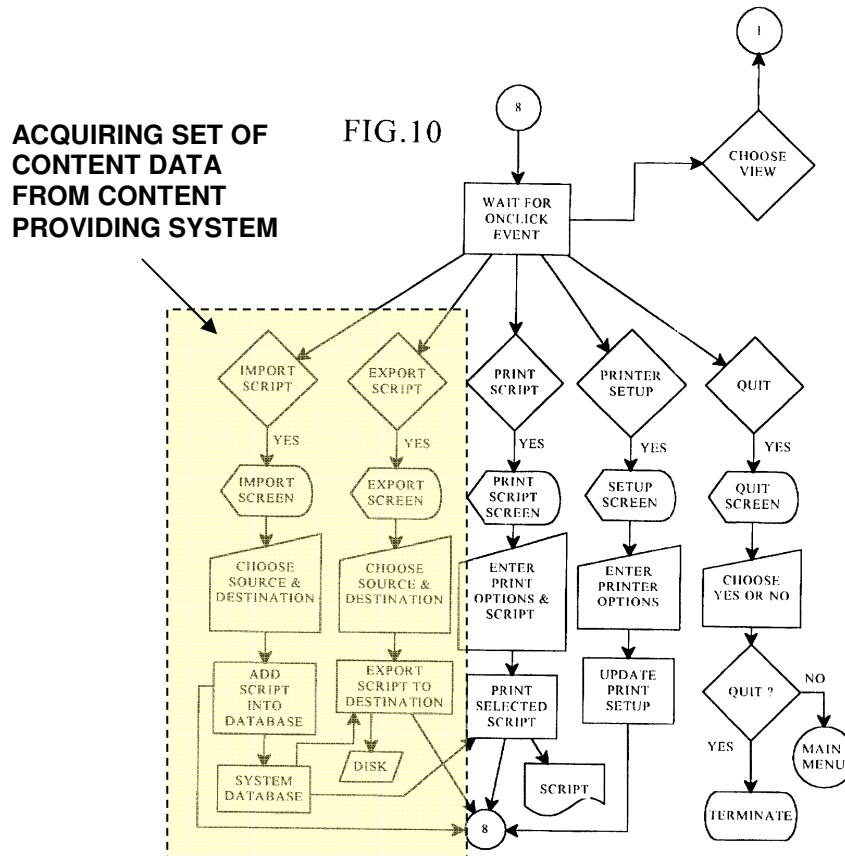 1
8
FIG.10
ACQUIRING SET OF
CONTENT DATA
FROM CONTENT
PROVIDING SYSTEM
CHOOSE
VIEW
WAIT FOR
ONCLICK
EVENT
IMPORT
SCRIPT
EXPORT
SCRIPT
PRINT
SCRIPT
PRINTER
SETUP
QUIT
YES
YES
YES
YES
YES
IMPORT
SCREEN
EXPORT
SCREEN
PRINT
SCRIPT
SCREEN
SETUP
SCREEN
QUIT
SCREEN
CHOOSE
SOURCE &
DESTINATION
CHOOSE
SOURCE &
DESTINATION
ENTER
PRINT
OPTIONS &
SCRIPT
ENTER
PRINTER
OPTIONS
CHOOSE
YES OR NO
ADD
SCRIPT
INTO
DATABASE
EXPORT
SCRIPT TO
DESTINATION
PRINT
SELECTED
SCRIPT
UPDATE
PRINT
SETUP
QUIT ?
NO
YES
MAIN
MENU
SYSTEM
DATABASE
DISK
SCRIPT
8
TERMINATE